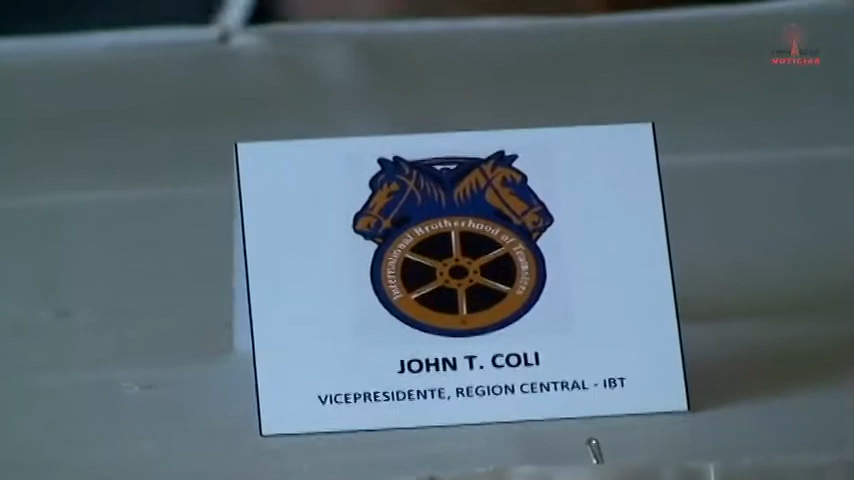 NOTICIAS
International Brotherhood of Teamsters
JOHN T. COLI
VICEPRESIDENTE, REGION CENTRAL - IBT